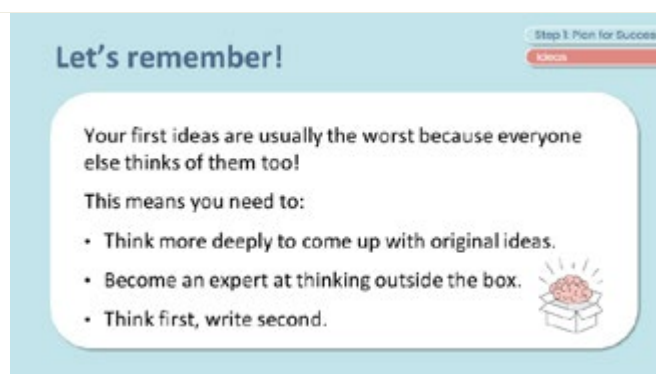 Step 1: Plan for Success
Ideas
Let's remember!
Your first ideas are usually the worst because everyone
else thinks of them too!
This means you need to:
• Think more deeply to come up with original ideas.
• Become an expert at thinking outside the box.
• Think first, write second.